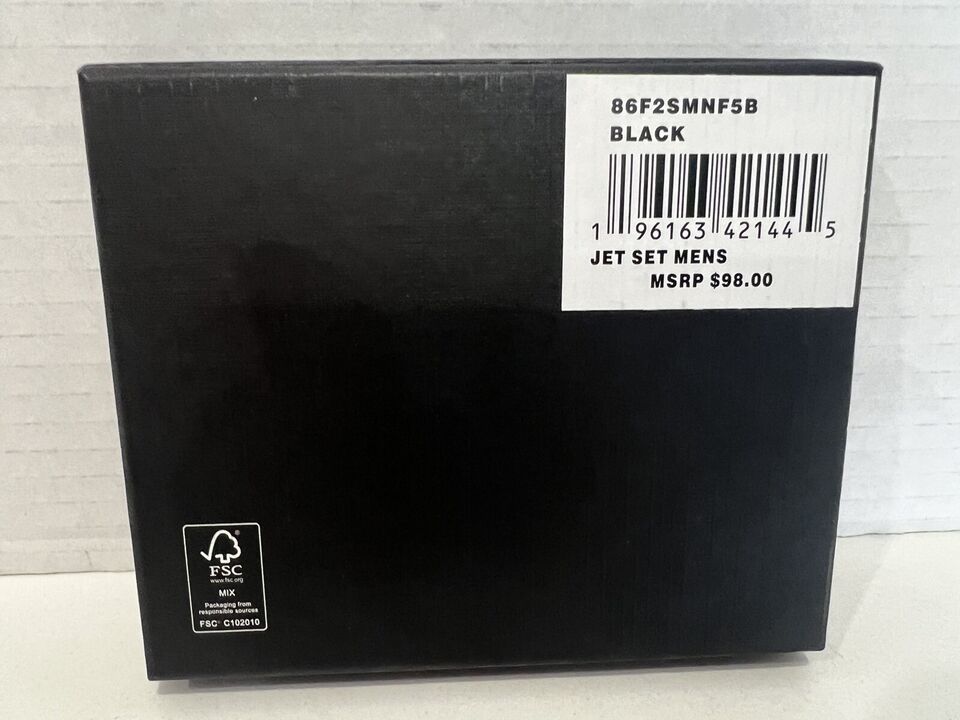 86F2SMNF5B
BLACK
1 96163 42144 5
JET SET MENS
MSRP $98.00
FSC®
www.fsc.org
MIX
Packaging from
responsible sources
FSC® C102010